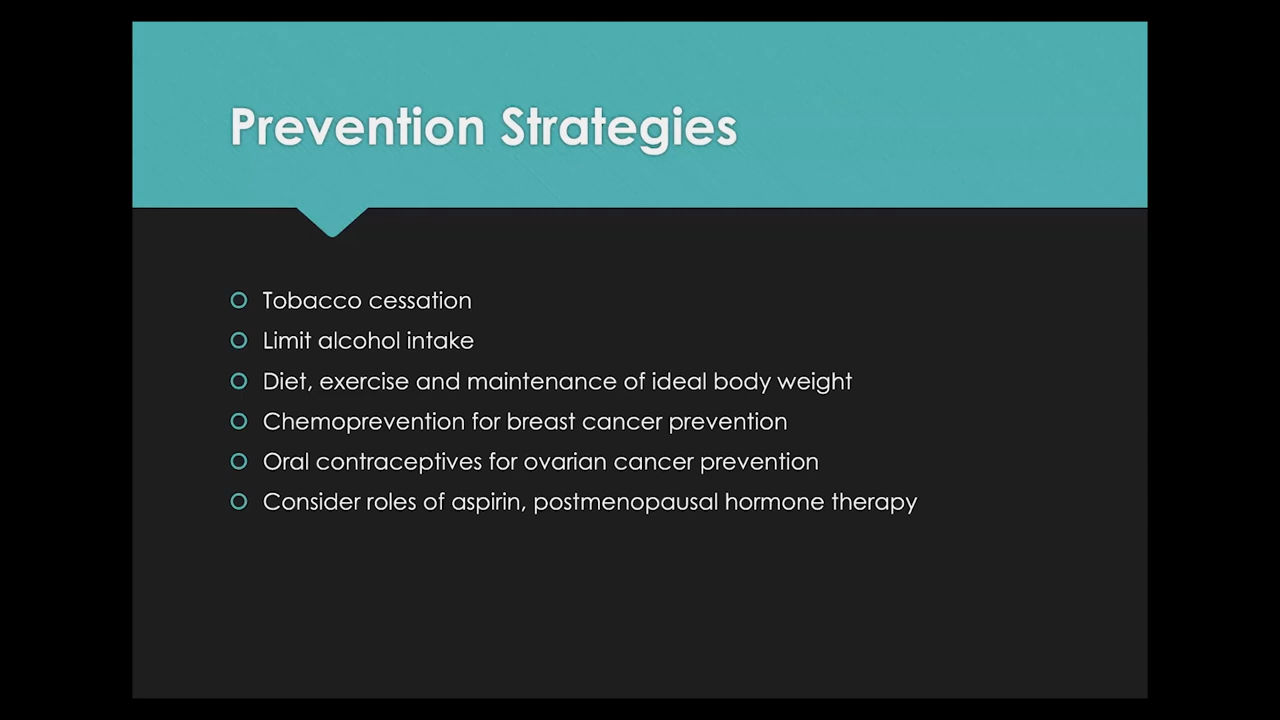 Prevention Strategies
Tobacco cessation
Limit alcohol intake
Diet, exercise and maintenance of ideal body weight
Chemoprevention for breast cancer prevention
Oral contraceptives for ovarian cancer prevention
Consider roles of aspirin, postmenopausal hormone therapy